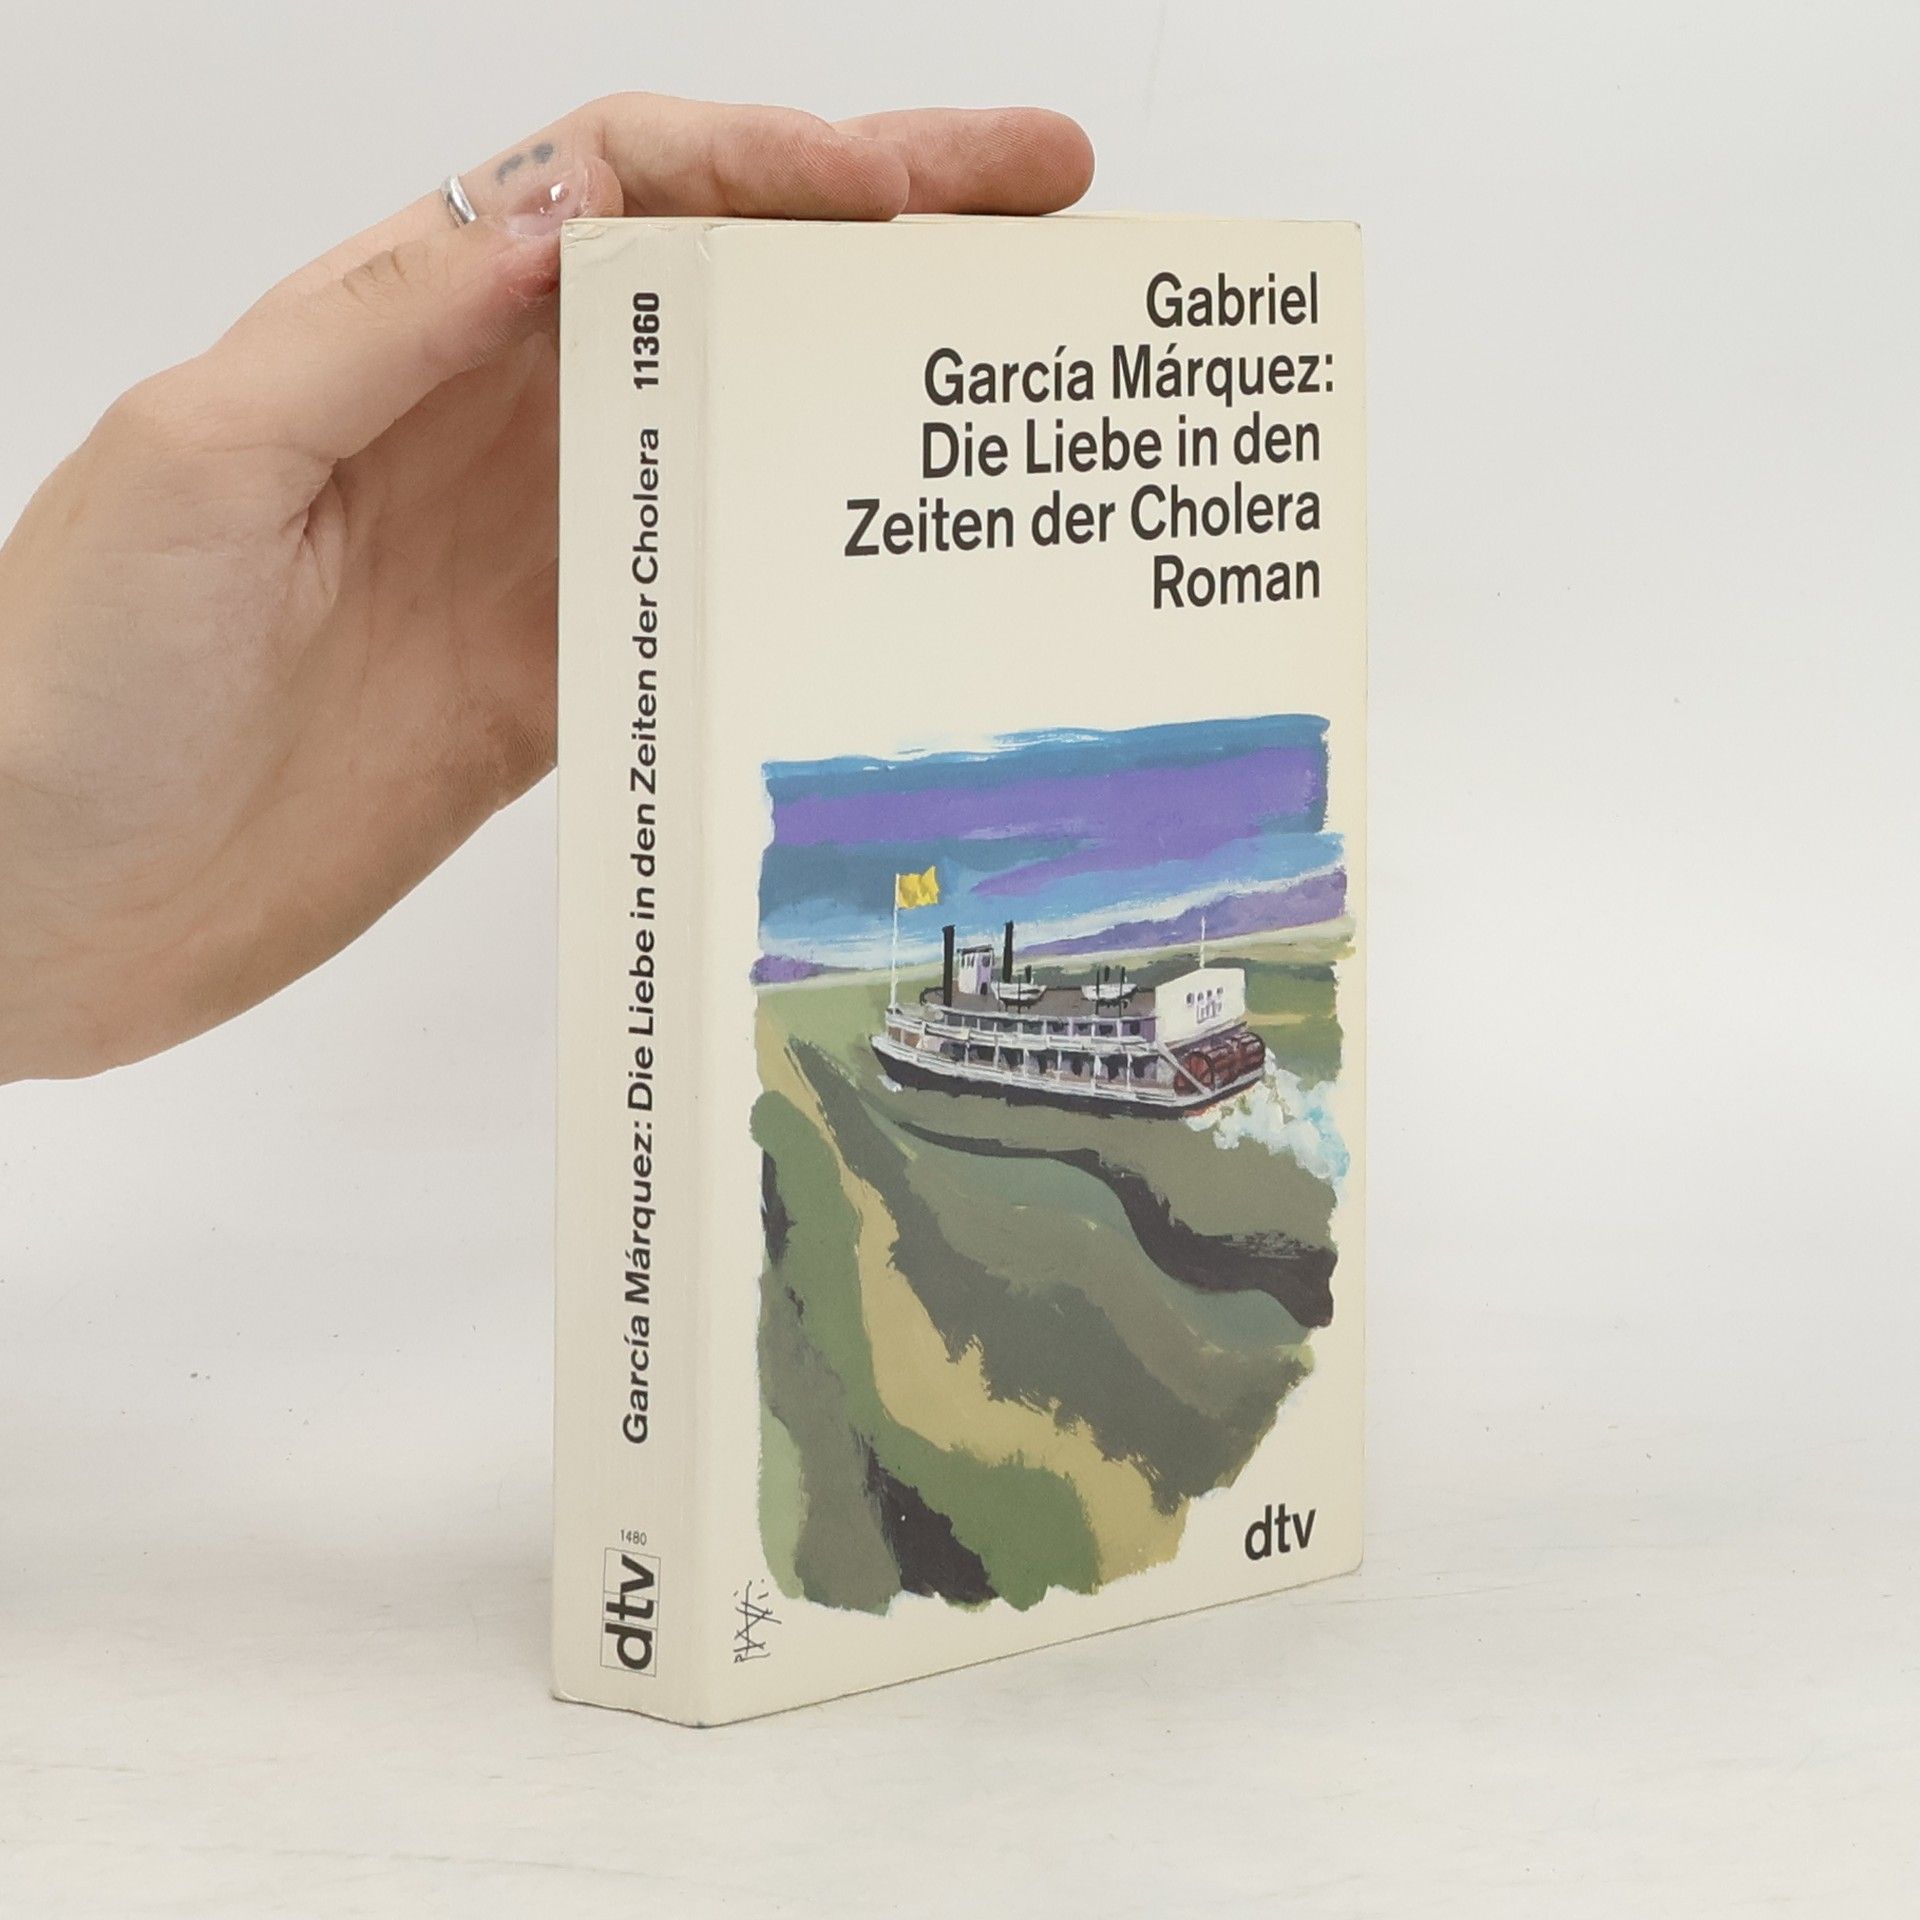 Gabriel
García Márquez:
Die Liebe in den
Zeiten der Cholera
Roman
dtv
García Márquez: Die Liebe in den Zeiten der Cholera 11360
1480
dtv